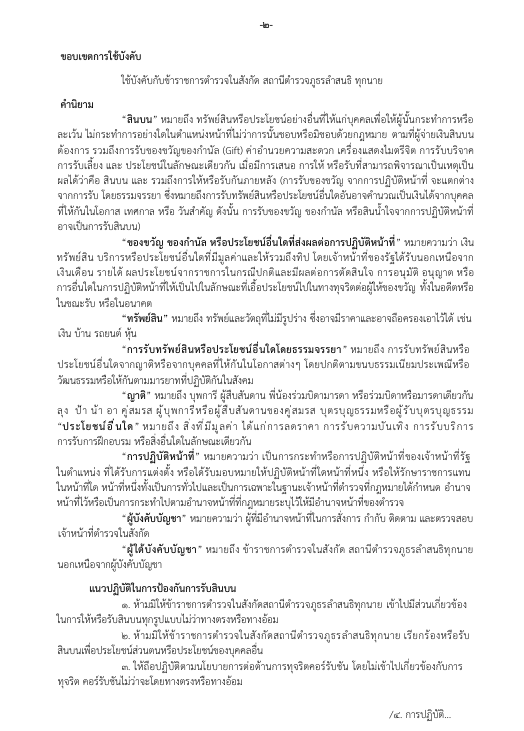 -๒-
ขอบเขตการใช้บังคับ
ใช้บังคับกับข้าราชการตำรวจในสังกัด สถานีตำรวจภูธรลำสนธิ ทุกนาย
คำนิยาม
“สินบน” หมายถึง ทรัพย์สินหรือประโยชน์อย่างอื่นที่ให้แก่บุคคลเพื่อให้ผู้นั้นกระทำการหรือ
ละเว้น ไม่กระทำการอย่างใดในตำแหน่งหน้าที่ไม่ว่าการนั้นชอบหรือมิชอบด้วยกฎหมาย ตามที่ผู้จ่ายเงินสินบน
ต้องการ รวมถึงการรับของขวัญของกำนัล (Gift) ค่าอำนวยความสะดวก เครื่องแสดงไมตรีจิต การรับบริจาค
การรับเลี้ยง และ ประโยชน์ในลักษณะเดียวกัน เมื่อมีการเสนอ การให้ หรือรับที่สามารถพิจารณาเป็นเหตุเป็น
ผลได้ว่าคือ สินบน และ รวมถึงการให้หรือรับกันภายหลัง (การรับของขวัญ จากการปฏิบัติหน้าที่ จะแตกต่าง
จากการรับ โดยธรรมจรรยา ซึ่งหมายถึงการรับทรัพย์สินหรือประโยชน์อื่นใดอันอาจคำนวณเป็นเงินได้จากบุคคล
ที่ให้กันในโอกาส เทศกาล หรือ วันสำคัญ ดังนั้น การรับของขวัญ ของกำนัล หรือสินน้ำใจจากการปฏิบัติหน้าที่
อาจเป็นการรับสินบน)
“ของขวัญ ของกำนัล หรือประโยชน์อื่นใดที่ส่งผลต่อการปฏิบัติหน้าที่” หมายความว่า เงิน
ทรัพย์สิน บริการหรือประโยชน์อื่นใดที่มีมูลค่าและให้รวมถึงทิป โดยเจ้าหน้าที่ของรัฐได้รับนอกเหนือจาก
เงินเดือน รายได้ ผลประโยชน์จากราชการในกรณีปกติและมีผลต่อการตัดสินใจ การอนุมัติ อนุญาต หรือ
การอื่นใดในการปฏิบัติหน้าที่ให้เป็นไปในลักษณะที่เอื้อประโยชน์ไปในทางทุจริตต่อผู้ให้ของขวัญ ทั้งในอดีตหรือ
ในขณะรับ หรือในอนาคต
“ทรัพย์สิน” หมายถึง ทรัพย์และวัตถุที่ไม่มีรูปร่าง ซึ่งอาจมีราคาและอาจถือครองเอาไว้ได้ เช่น
เงิน บ้าน รถยนต์ หุ้น
“การรับทรัพย์สินหรือประโยชน์อื่นใดโดยธรรมจรรยา” หมายถึง การรับทรัพย์สินหรือ
ประโยชน์อื่นใดจากญาติหรือจากบุคคลที่ให้กันในโอกาสต่างๆ โดยปกติตามขนบธรรมเนียมประเพณีหรือ
วัฒนธรรมหรือให้กันตามมารยาทที่ปฏิบัติกันในสังคม
“ญาติ” หมายถึง บุพการี ผู้สืบสันดาน พี่น้องร่วมบิดามารดา หรือร่วมบิดาหรือมารดาเดียวกัน
ลุง ป้า น้า อา คู่สมรส ผู้บุพการีหรือผู้สืบสันดานของคู่สมรส บุตรบุญธรรมหรือผู้รับบุตรบุญธรรม
“ประโยชน์อื่นใด” หมายถึง สิ่งที่มีมูลค่า ได้แก่การลดราคา การรับความบันเทิง การรับบริการ
การรับการฝึกอบรม หรือสิ่งอื่นใดในลักษณะเดียวกัน
“การปฏิบัติหน้าที่” หมายความว่า เป็นการกระทำหรือการปฏิบัติหน้าที่ของเจ้าหน้าที่รัฐ
ในตำแหน่ง ที่ได้รับการแต่งตั้ง หรือได้รับมอบหมายให้ปฏิบัติหน้าที่ใดหน้าที่หนึ่ง หรือให้รักษาราชการแทน
ในหน้าที่ใด หน้าที่หนึ่งทั้งเป็นการทั่วไปและเป็นการเฉพาะในฐานะเจ้าหน้าที่ตำรวจที่กฎหมายได้กำหนด อำนาจ
หน้าที่ไว้หรือเป็นการกระทำไปตามอำนาจหน้าที่ที่กฎหมายระบุไว้ให้มีอำนาจหน้าที่ของตำรวจ
“ผู้บังคับบัญชา” หมายความว่า ผู้ที่มีอำนาจหน้าที่ในการสั่งการ กำกับ ติดตาม และตรวจสอบ
เจ้าหน้าที่ตำรวจในสังกัด
“ผู้ใต้บังคับบัญชา” หมายถึง ข้าราชการตำรวจในสังกัด สถานีตำรวจภูธรลำสนธิทุกนาย
นอกเหนือจากผู้บังคับบัญชา
แนวปฏิบัติในการป้องกันการรับสินบน
๑. ห้ามมิให้ข้าราชการตำรวจในสังกัดสถานีตำรวจภูธรลำสนธิทุกนาย เข้าไปมีส่วนเกี่ยวข้อง
ในการให้หรือรับสินบนทุกรูปแบบไม่ว่าทางตรงหรือทางอ้อม
๒. ห้ามมิให้ข้าราชการตำรวจในสังกัดสถานีตำรวจภูธรลำสนธิทุกนาย เรียกร้องหรือรับ
สินบนเพื่อประโยชน์ส่วนตนหรือประโยชน์ของบุคคลอื่น
๓. ให้ถือปฏิบัติตามนโยบายการต่อต้านการทุจริตคอร์รัปชัน โดยไม่เข้าไปเกี่ยวข้องกับการ
ทุจริต คอร์รัปชันไม่ว่าจะโดยทางตรงหรือทางอ้อม
/๔. การปฏิบัติ...